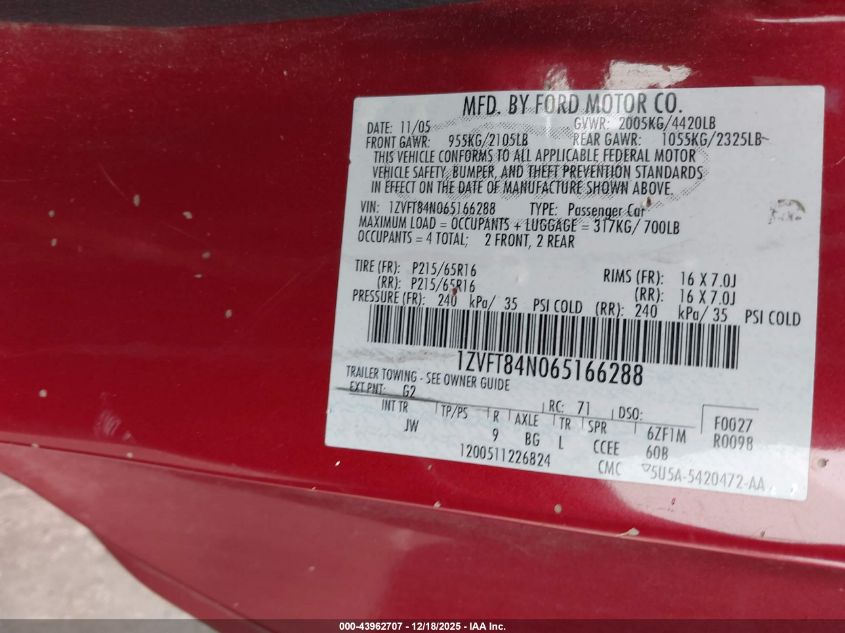 MFD. BY FORD MOTOR CO.
DATE: 11/05 GVWR: 2005KG/4420LB
FRONT GAWR: 955KG/2105LB REAR GAWR: 1055KG/2325LB
THIS VEHICLE CONFORMS TO ALL APPLICABLE FEDERAL MOTOR
VEHICLE SAFETY, BUMPER, AND THEFT PREVENTION STANDARDS
IN EFFECT ON THE DATE OF MANUFACTURE SHOWN ABOVE.
VIN: 1ZVFT84N065166288 TYPE: Passenger Car
MAXIMUM LOAD = OCCUPANTS + LUGGAGE = 317KG/ 700LB
OCCUPANTS = 4 TOTAL; 2 FRONT, 2 REAR
TIRE (FR): P215/65R16 RIMS (FR): 16 X 7.0J
(RR): P215/65R16 (RR): 16 X 7.0J
PRESSURE (FR): 240 kPa/ 35 PSI COLD (RR): 240 kPa/ 35 PSI COLD
1ZVFT84N065166288
TRAILER TOWING - SEE OWNER GUIDE
EXT PNT: G2 RC: 71 DSO: F0027
INT TR TP/PS R AXLE TR SPR 6ZF1M R0098
JW 9 BG L CCEE 60B
1200511226824 CMC 5U5A-5420472-AA
000-43962707 – 12/18/2025 – IAA Inc.